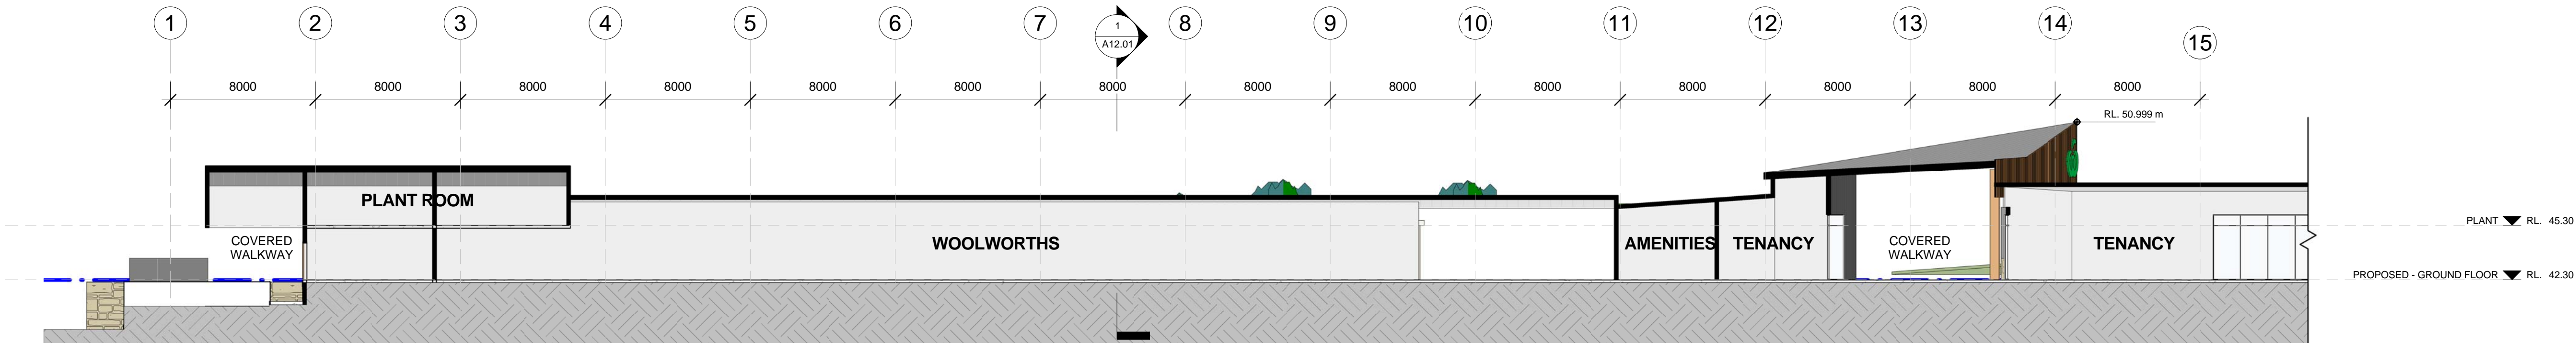 1
2
3
4
5
6
7
1
A12.01
8
9
10
11
12
13
14
15
8000
8000
8000
8000
8000
8000
8000
8000
8000
8000
8000
8000
8000
8000
RL. 50.999 m
PLANT ROOM
COVERED
WALKWAY
WOOLWORTHS
AMENITIES
TENANCY
COVERED
WALKWAY
TENANCY
PLANT RL. 45.30
PROPOSED - GROUND FLOOR RL. 42.30